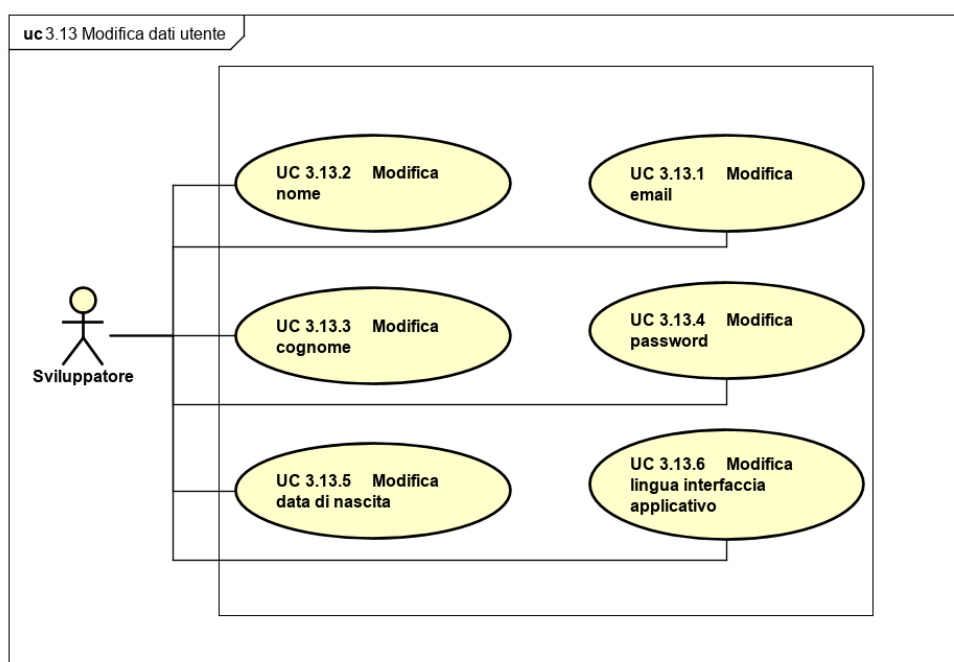 uc 3.13 Modifica dati utente
UC 3.13.2 Modifica
nome
UC 3.13.1 Modifica
email
UC 3.13.3 Modifica
cognome
UC 3.13.4 Modifica
password
Sviluppatore
UC 3.13.5 Modifica
data di nascita
UC 3.13.6 Modifica
lingua interfaccia
applicativo